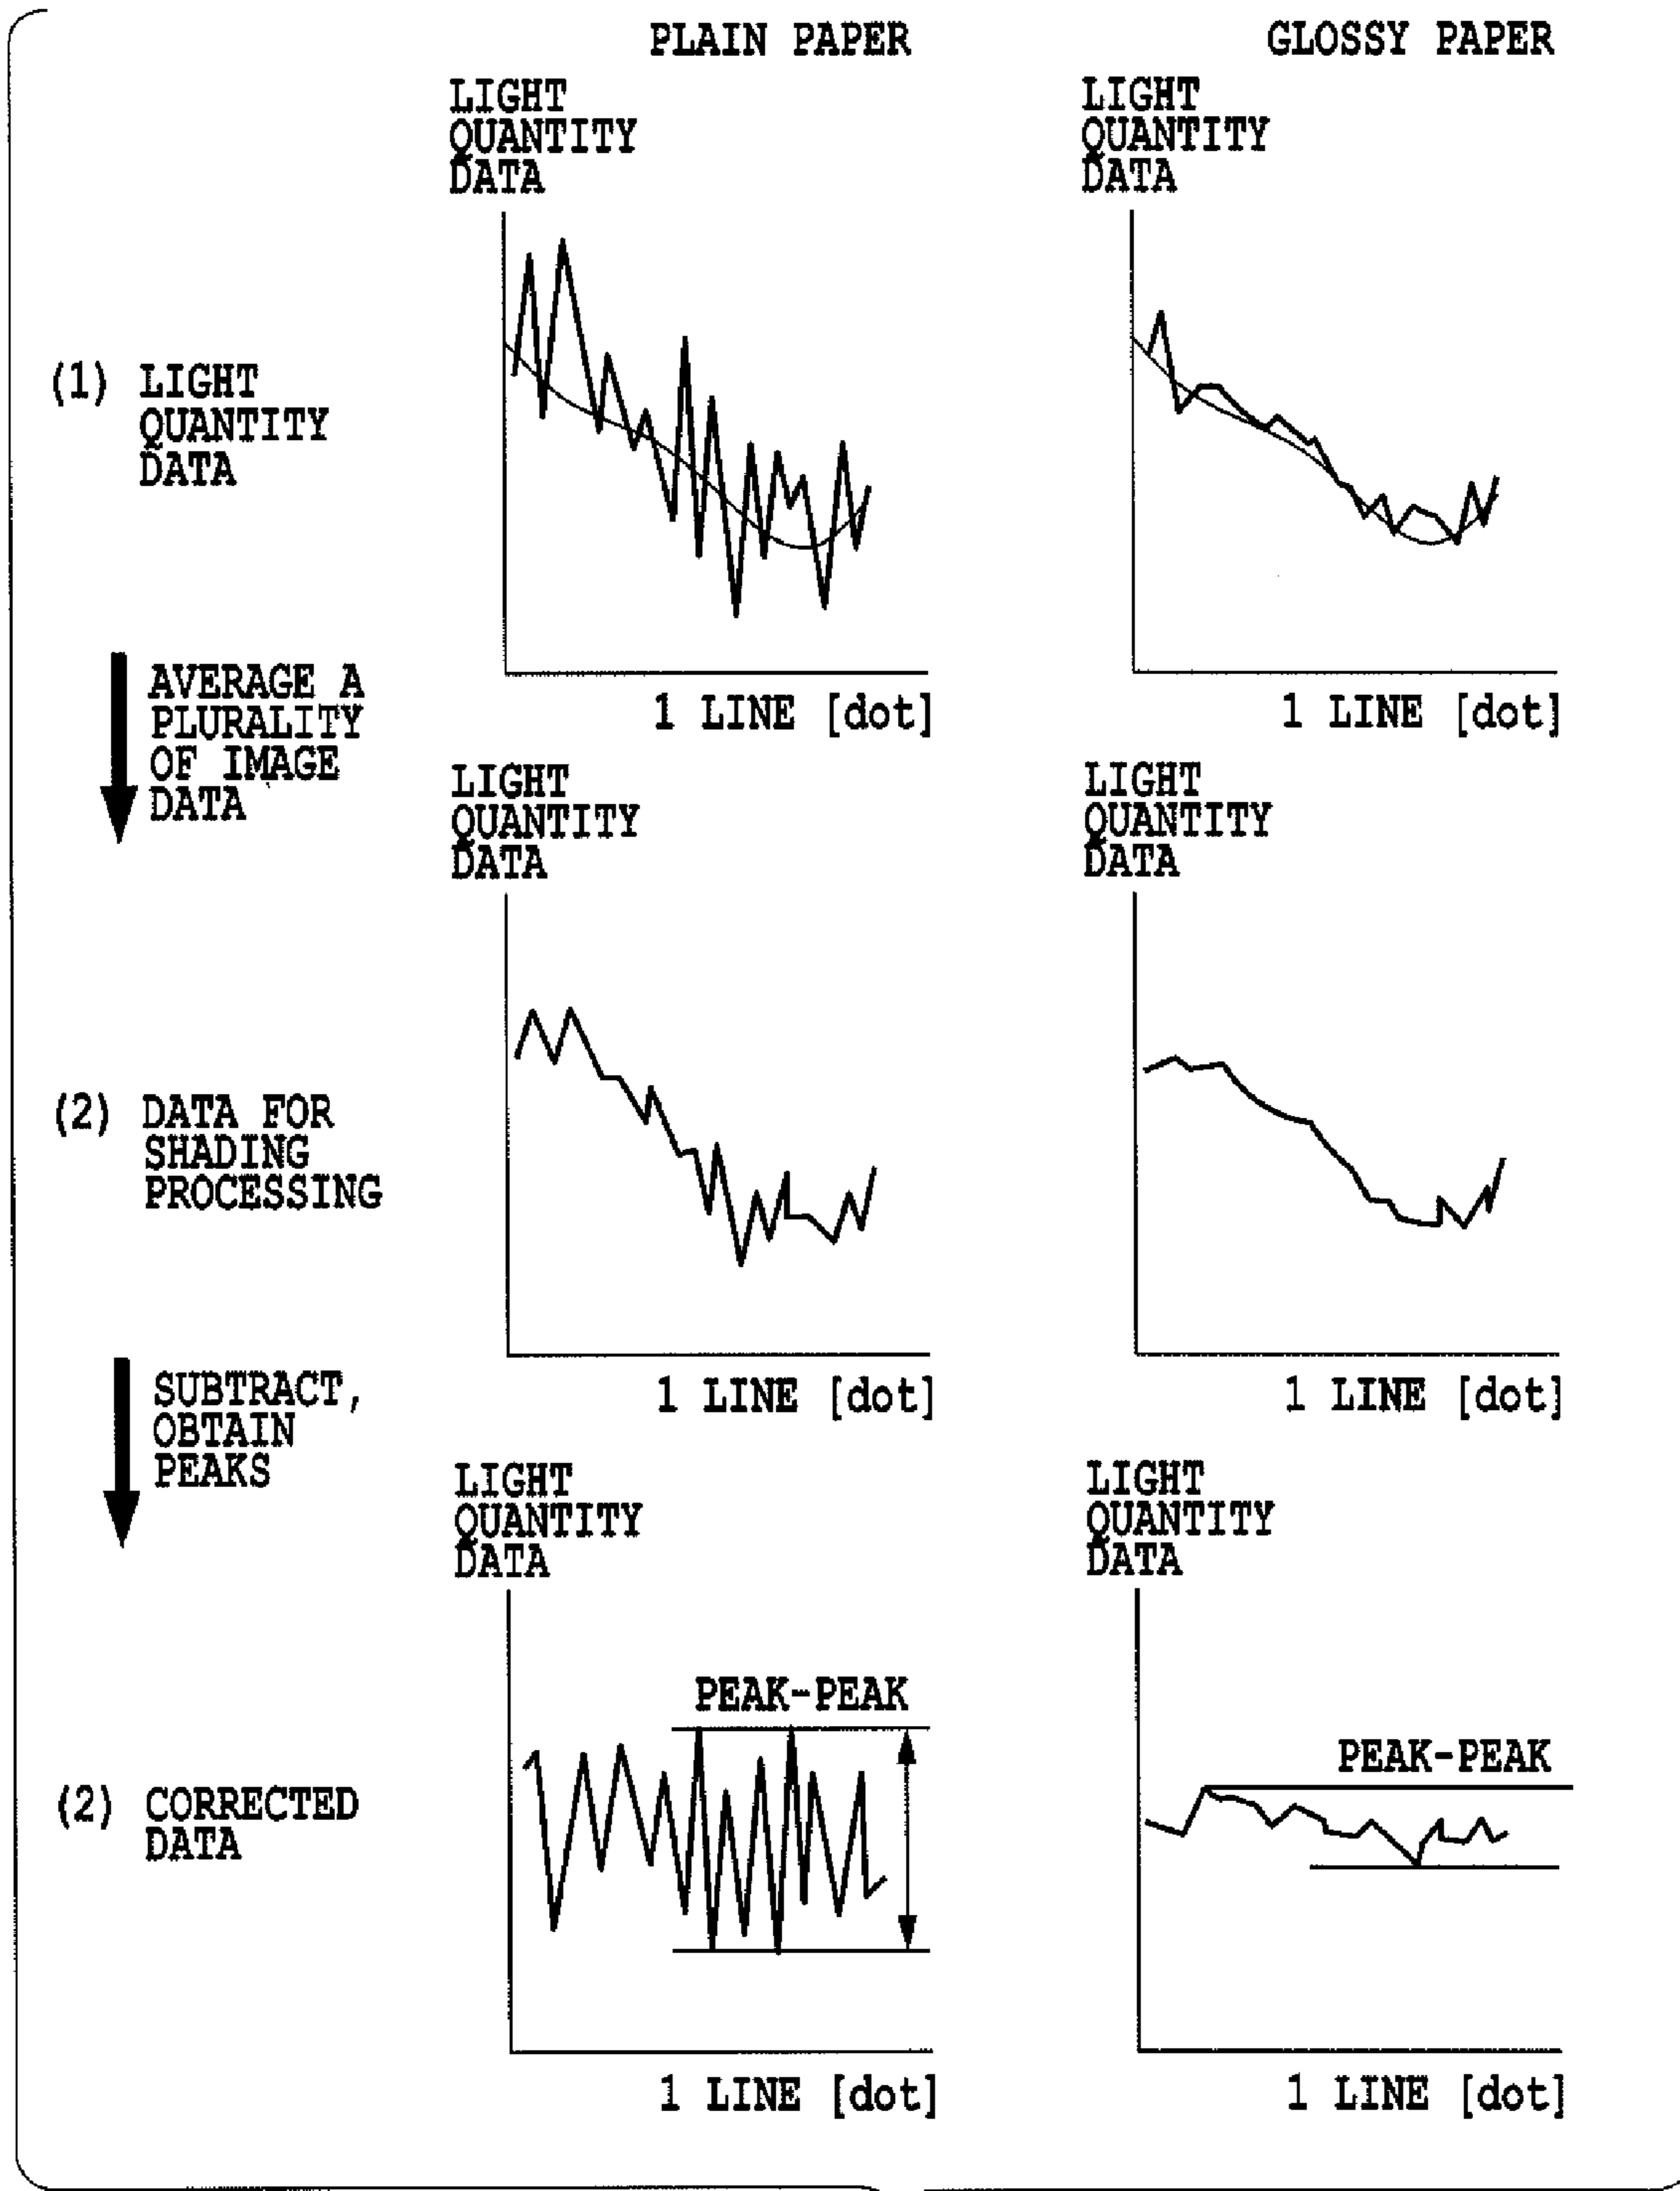 PLAIN PAPER
GLOSSY PAPER
LIGHT
QUANTITY
DATA
LIGHT
QUANTITY
DATA
(1) LIGHT
QUANTITY
DATA
1 LINE [dot]
1 LINE [dot]
AVERAGE A
PLURALITY
OF IMAGE
DATA
LIGHT
QUANTITY
DATA
LIGHT
QUANTITY
DATA
(2) DATA FOR
SHADING
PROCESSING
1 LINE [dot]
1 LINE [dot]
SUBTRACT,
OBTAIN
PEAKS
LIGHT
QUANTITY
DATA
LIGHT
QUANTITY
DATA
(2) CORRECTED
DATA
PEAK-PEAK
PEAK-PEAK
1 LINE [dot]
1 LINE [dot]